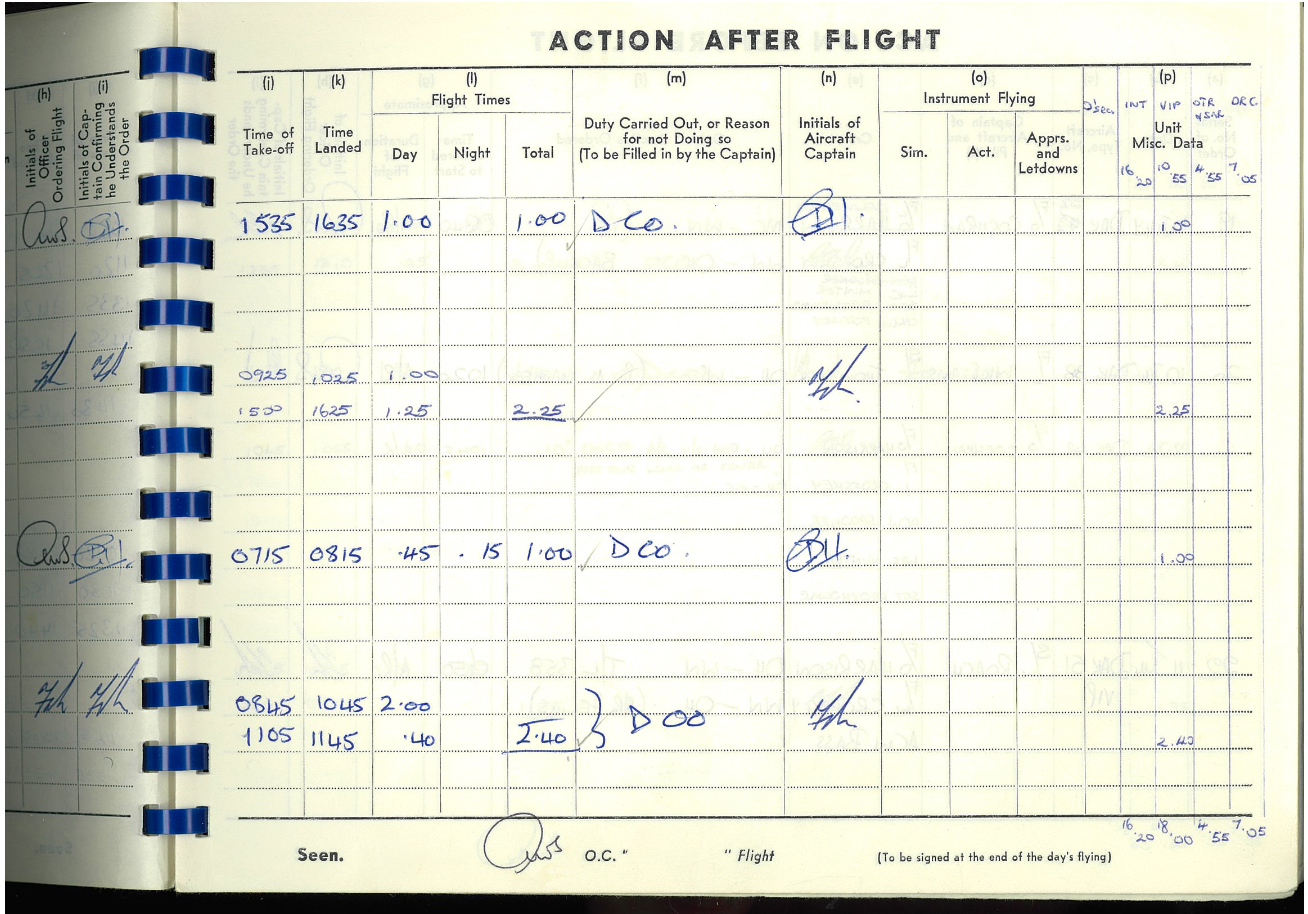 ACTION AFTER FLIGHT
(h) (i) (j) (k) (l) (m) (n) (o) (p)
Initials of Officer Ordering Flight
Initials of Captain Confirming he Understands the Order
Time of Take-off
Time Landed
Flight Times
Day Night Total
Duty Carried Out, or Reason for not Doing so
(To be Filled in by the Captain)
Initials of Aircraft Captain
Instrument Flying
Sim. Act. Apprs. and Letdowns
D'sec. INT VIP OTR & SAR DRC
Unit Misc. Data
16.20 10.55 4.55 7.05
1535 1635 1.00 1.00 DCO. 1.00
0925 1025 1.00
1500 1625 1.25 2.25 2.25
0715 0815 .45 .15 1.00 DCO. 1.00
0845 1045 2.00 DCO
1105 1145 .40 2.40 2.40
16.20 18.00 4.55 7.05
Seen. O.C. " " Flight (To be signed at the end of the day's flying)